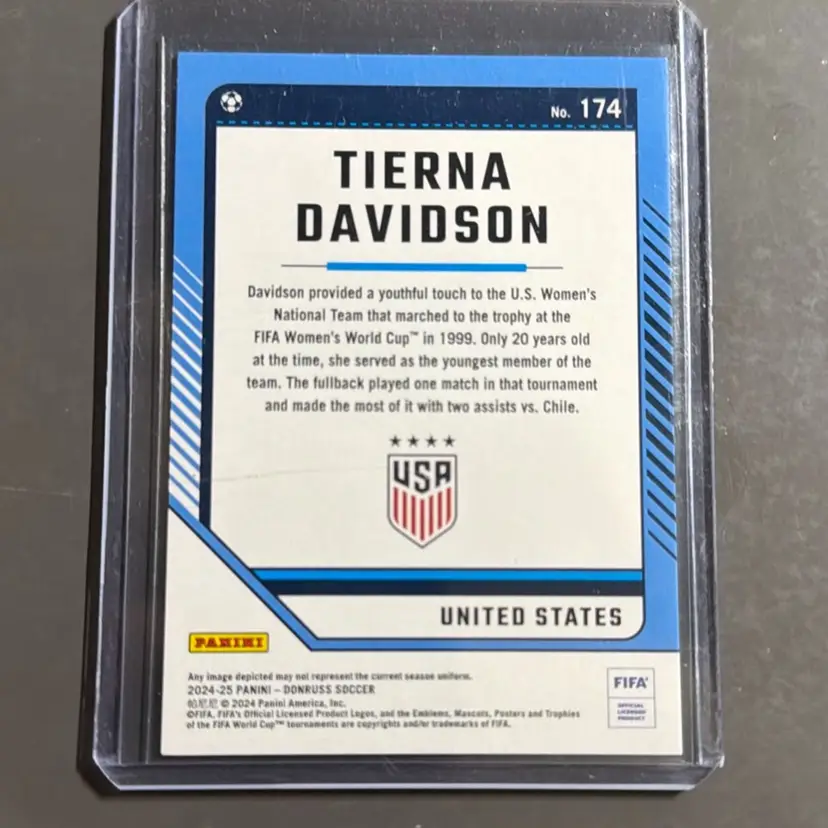 No. 174
TIERNA
DAVIDSON
Davidson provided a youthful touch to the U.S. Women's
National Team that marched to the trophy at the
FIFA Women's World Cup™ in 1999. Only 20 years old
at the time, she served as the youngest member of the
team. The fullback played one match in that tournament
and made the most of it with two assists vs. Chile.
USA
UNITED STATES
PANINI
Any image depicted may not represent the current season uniform.
2024-25 PANINI – DONRUSS SOCCER
帕尼尼 © 2024 Panini America, Inc.
©FIFA, FIFA's Official Licensed Product Logos, and the Emblems, Mascots, Posters and Trophies
of the FIFA World Cup™ tournaments are copyrights and/or trademarks of FIFA.
FIFA®
OFFICIAL
LICENSED
PRODUCT